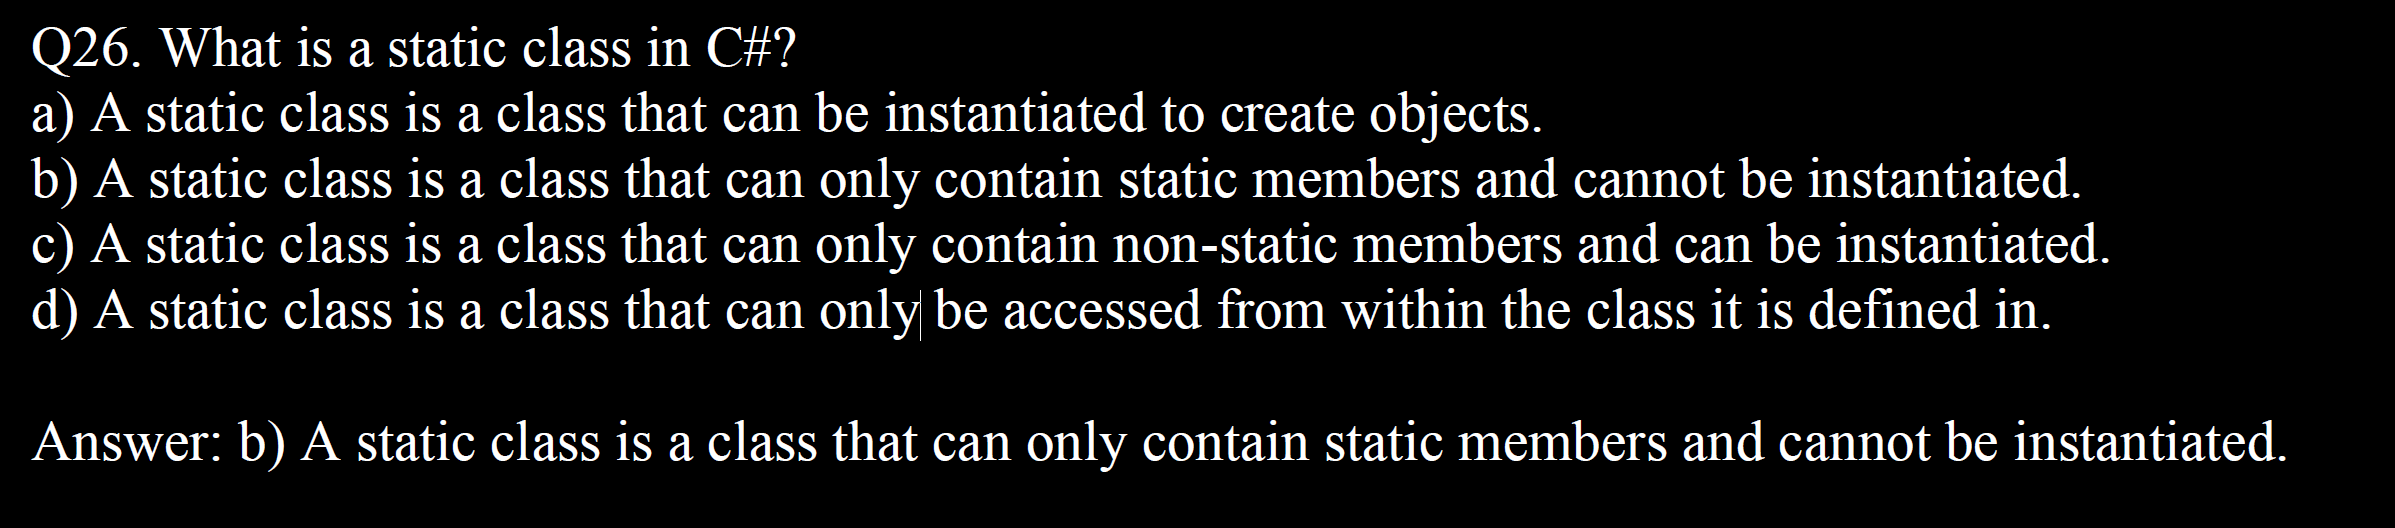 Q26. What is a static class in C#?
a) A static class is a class that can be instantiated to create objects.
b) A static class is a class that can only contain static members and cannot be instantiated.
c) A static class is a class that can only contain non-static members and can be instantiated.
d) A static class is a class that can only be accessed from within the class it is defined in.
Answer: b) A static class is a class that can only contain static members and cannot be instantiated.